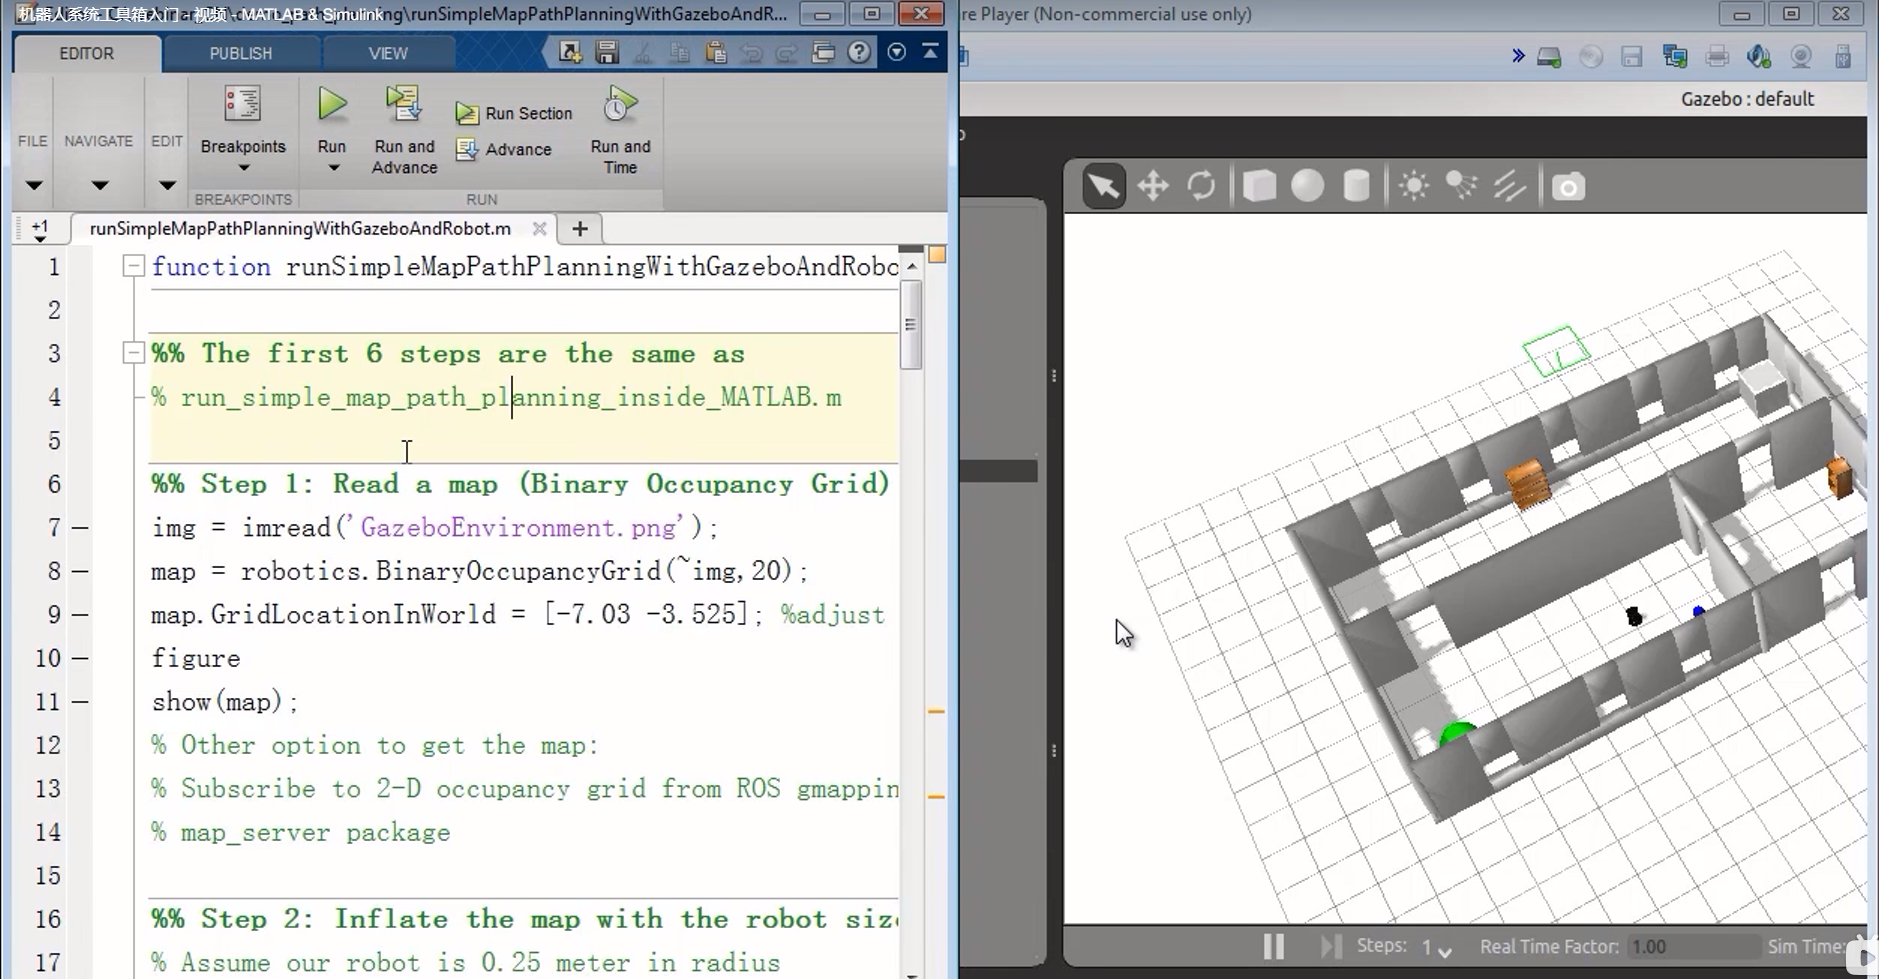 机器人系统工具箱入门 - 视频 - MATLAB & Simulink
\runSimpleMapPathPlanningWithGazeboAndR...
EDITOR
PUBLISH
VIEW
FILE
NAVIGATE
EDIT
Breakpoints
Run
Run and
Advance
Run Section
Advance
Run and
Time
BREAKPOINTS
RUN
+1
runSimpleMapPathPlanningWithGazeboAndRobot.m
1 function runSimpleMapPathPlanningWithGazeboAndRobo
2
3 %% The first 6 steps are the same as
4 % run_simple_map_path_planning_inside_MATLAB.m
5
6 %% Step 1: Read a map (Binary Occupancy Grid)
7 — img = imread('GazeboEnvironment.png');
8 — map = robotics.BinaryOccupancyGrid(~img,20);
9 — map.GridLocationInWorld = [-7.03 -3.525]; %adjust
10 — figure
11 — show(map);
12 % Other option to get the map:
13 % Subscribe to 2-D occupancy grid from ROS gmappin
14 % map_server package
15
16 %% Step 2: Inflate the map with the robot siz
17 % Assume our robot is 0.25 meter in radius
re Player (Non-commercial use only)
Gazebo : default
Steps: 1
Real Time Factor: 1.00
Sim Time: